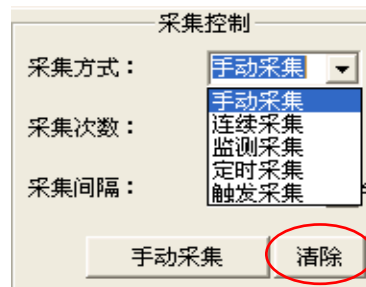 采集控制
采集方式： 手动采集
手动采集
连续采集
采集次数： 监测采集
定时采集
采集间隔： 触发采集
手动采集 清除